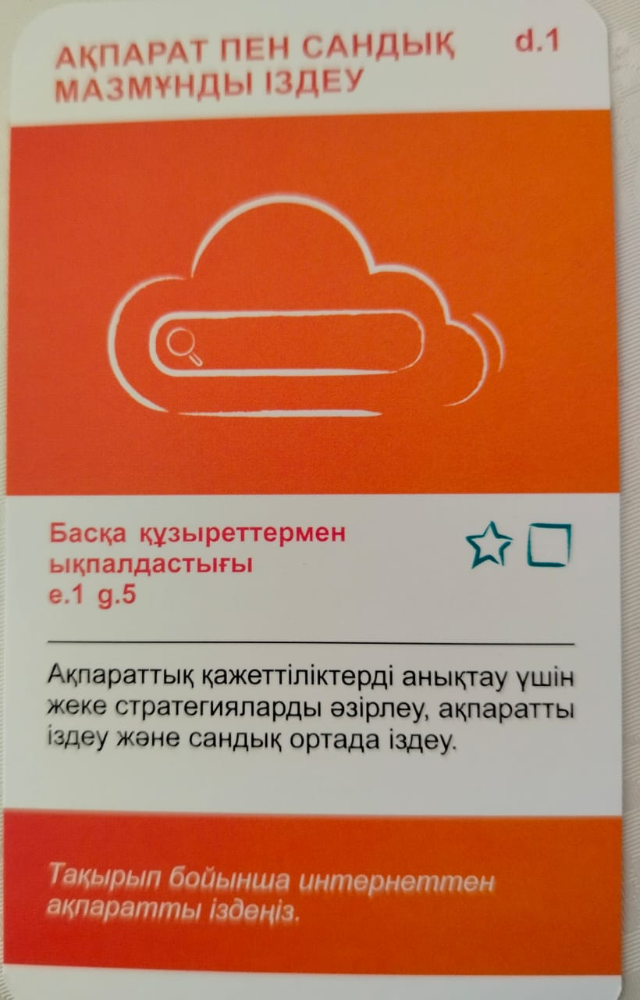 АҚПАРАТ ПЕН САНДЫҚ d.1
МАЗМҰНДЫ ІЗДЕУ
Басқа құзыреттермен
ықпалдастығы
e.1 g.5
Ақпараттық қажеттіліктерді анықтау үшін
жеке стратегияларды әзірлеу, ақпаратты
іздеу және сандық ортада іздеу.
Тақырып бойынша интернеттен
ақпаратты іздеңіз.